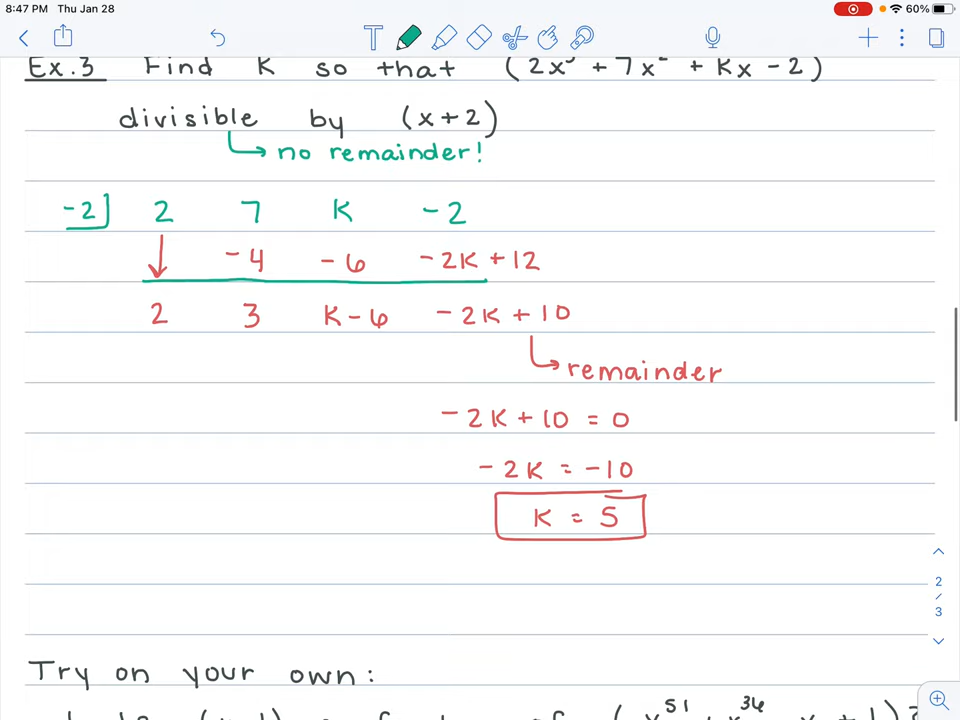 8:47 PM Thu Jan 28 60%
Ex.3 Find K so that (2x³ + 7x² + Kx - 2)
divisible by (x+2)
no remainder!
-2 2 7 K -2
-4 -6 -2K + 12
2 3 K-6 -2K + 10
remainder
-2K + 10 = 0
-2K = -10
K = 5
2
/
3
Try on your own: